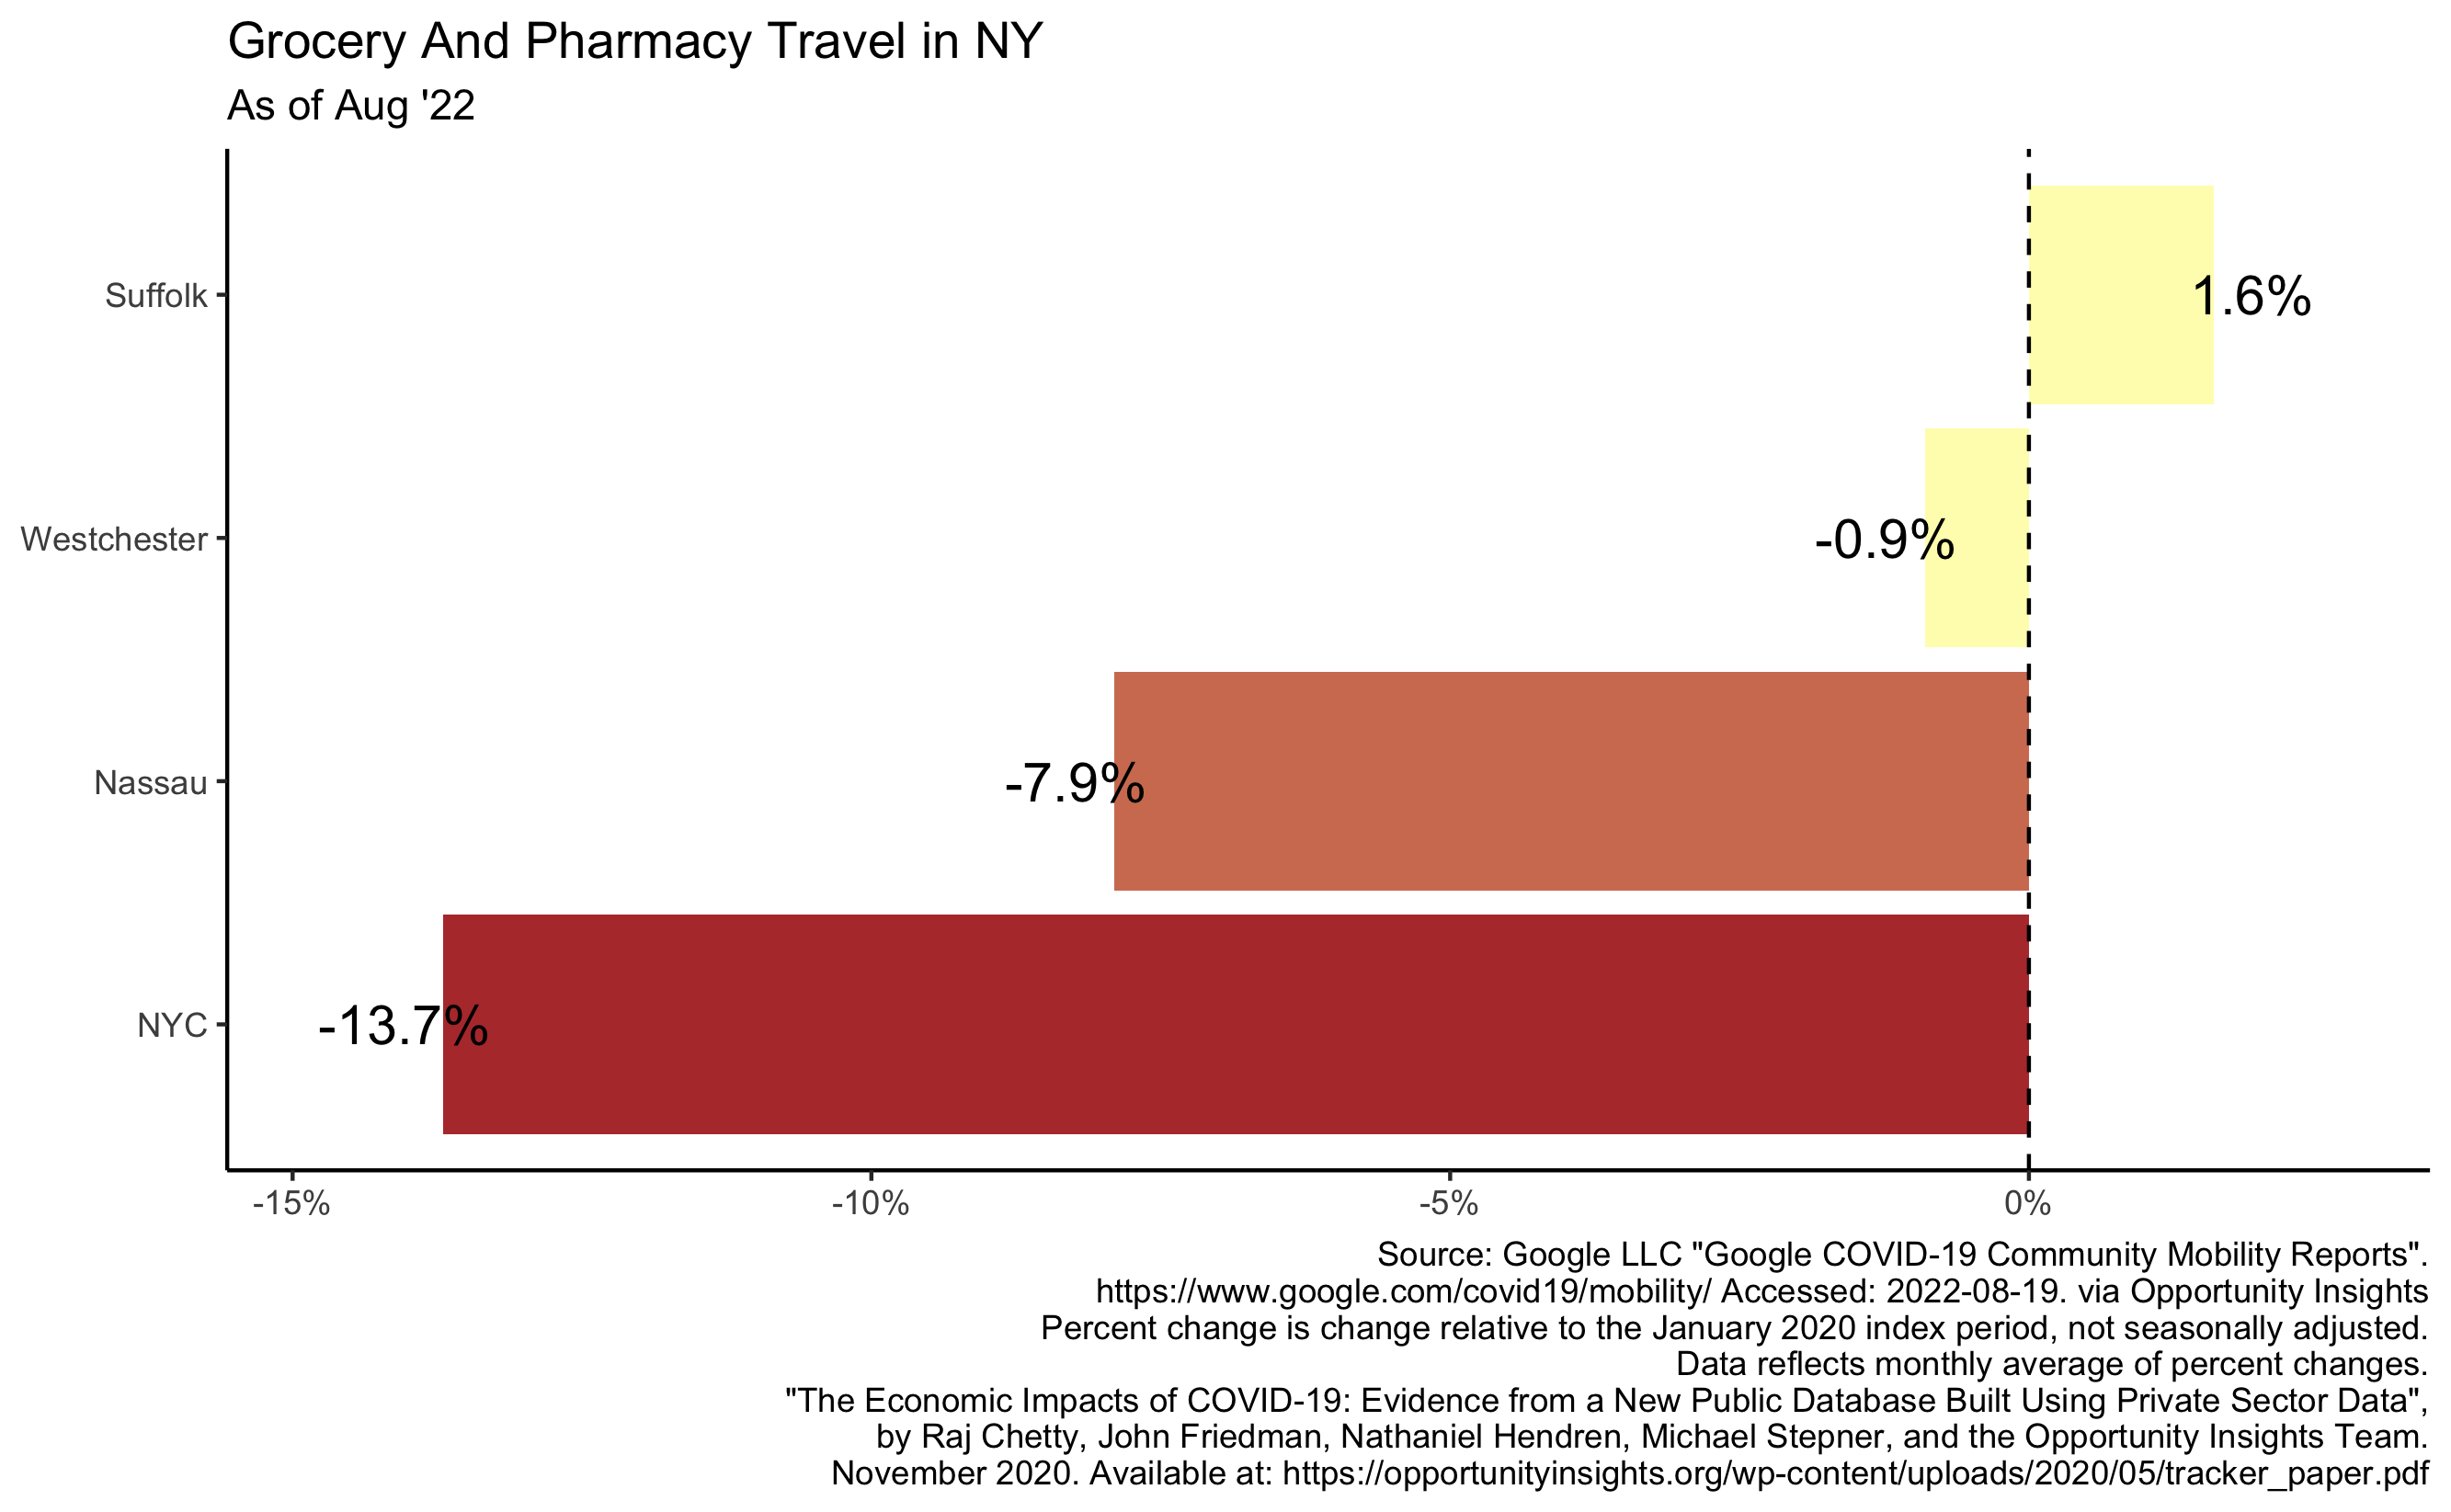 Grocery And Pharmacy Travel in NY
As of Aug '22
Suffolk
1.6%
Westchester
-0.9%
Nassau
-7.9%
NYC
-13.7%
-15%
-10%
-5%
0%
Source: Google LLC "Google COVID-19 Community Mobility Reports".
https://www.google.com/covid19/mobility/ Accessed: 2022-08-19. via Opportunity Insights
Percent change is change relative to the January 2020 index period, not seasonally adjusted.
Data reflects monthly average of percent changes.
"The Economic Impacts of COVID-19: Evidence from a New Public Database Built Using Private Sector Data",
by Raj Chetty, John Friedman, Nathaniel Hendren, Michael Stepner, and the Opportunity Insights Team.
November 2020. Available at: https://opportunityinsights.org/wp-content/uploads/2020/05/tracker_paper.pdf